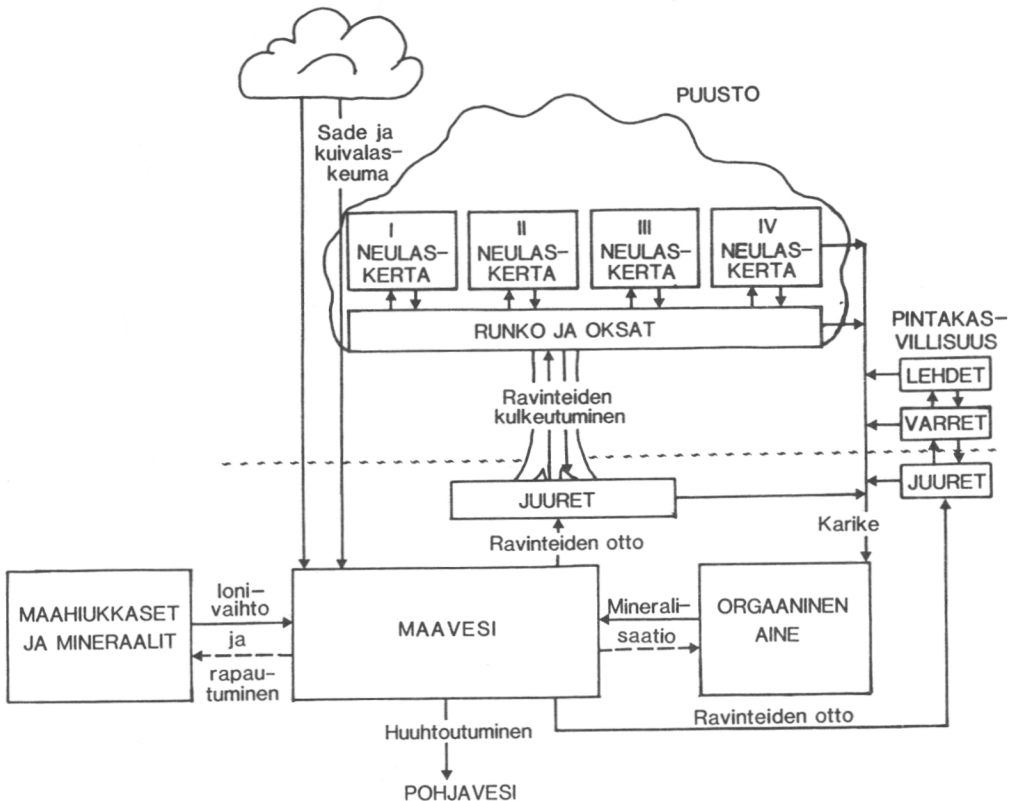 PUUSTO
Sade ja
kuivalas-
keuma
I
NEULAS-
KERTA
II
NEULAS-
KERTA
III
NEULAS-
KERTA
IV
NEULAS-
KERTA
RUNKO JA OKSAT
PINTAKAS-
VILLISUUS
LEHDET
VARRET
JUURET
Ravinteiden
kulkeutuminen
JUURET
Ravinteiden otto
Karike
MAAHIUKKASET
JA MINERAALIT
Ioni-
vaihto
ja
rapau-
tuminen
MAAVESI
Minerali-
saatio
ORGAANINEN
AINE
Ravinteiden otto
Huuhtoutuminen
POHJAVESI